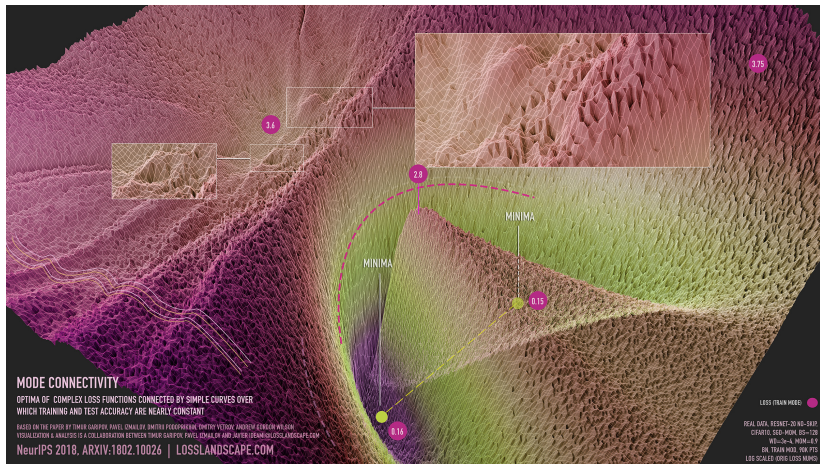 3.75
3.6
2.8
MINIMA
MINIMA
0.15
0.16
MODE CONNECTIVITY
OPTIMA OF COMPLEX LOSS FUNCTIONS CONNECTED BY SIMPLE CURVES OVER
WHICH TRAINING AND TEST ACCURACY ARE NEARLY CONSTANT
BASED ON THE PAPER BY TIMUR GARIPOV, PAVEL IZMAILOV, DMITRII PODOPRIKHIN, DMITRY VETROV, ANDREW GORDON WILSON
VISUALIZATION & ANALYSIS IS A COLLABORATION BETWEEN TIMUR GARIPOV, PAVEL IZMAILOV AND JAVIER IDEAMI@LOSSLANDSCAPE.COM
NeurIPS 2018, ARXIV:1802.10026 | LOSSLANDSCAPE.COM
LOSS (TRAIN MODE)
REAL DATA, RESNET-20 NO-SKIP,
CIFAR10, SGD-MOM, BS=128
WD=3e-4, MOM=0.9
BN, TRAIN MOD, 90K PTS
LOG SCALED (ORIG LOSS NUMS)